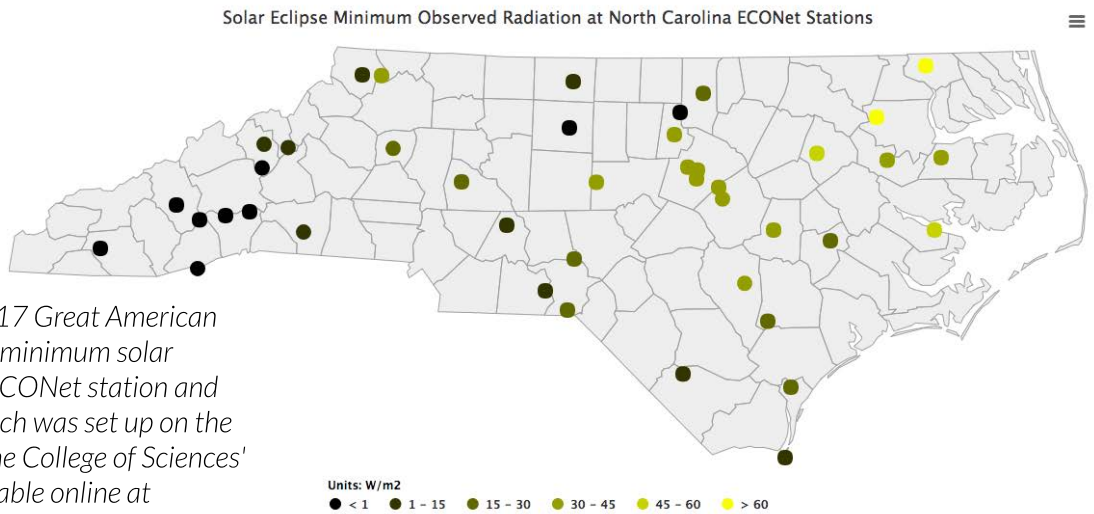 Solar Eclipse Minimum Observed Radiation at North Carolina ECONet Stations
17 Great American
minimum solar
CONet station and
ch was set up on the
e College of Sciences'
able online at
Units: W/m2
< 1
1 - 15
15 - 30
30 - 45
45 - 60
> 60